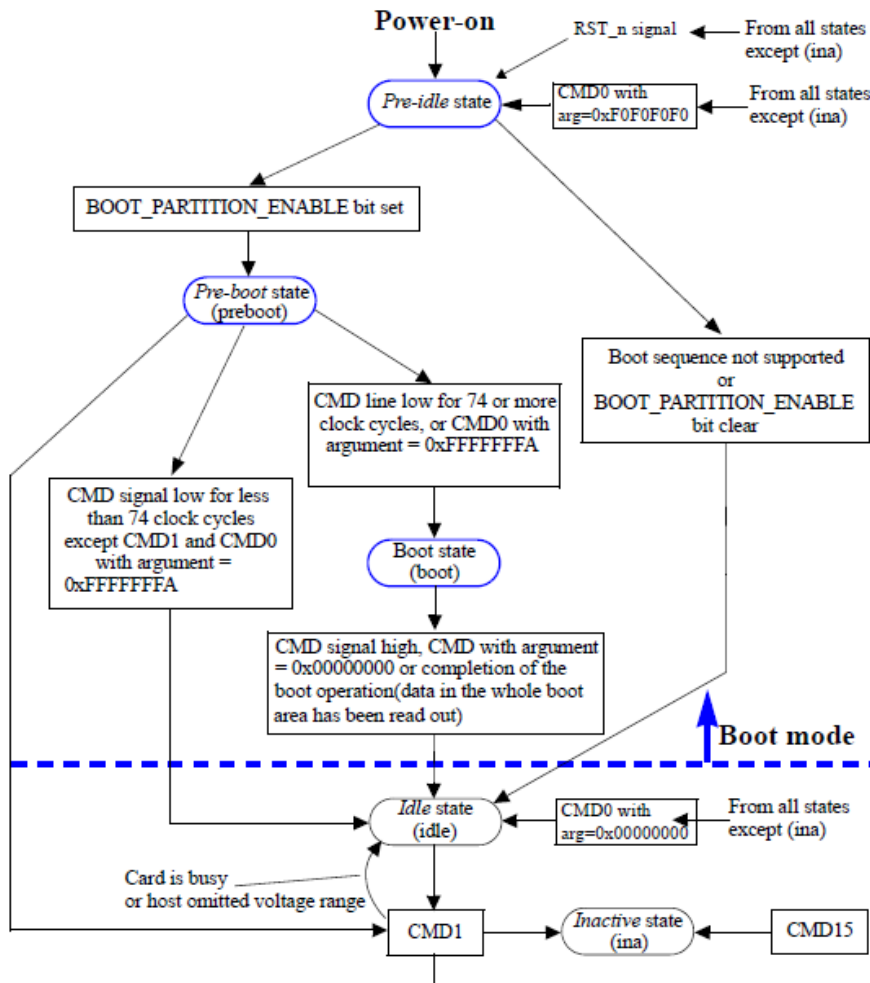 Power-on
RST_n signal
From all states
except (ina)
Pre-idle state
CMD0 with
arg=0xF0F0F0F0
From all states
except (ina)
BOOT_PARTITION_ENABLE bit set
Pre-boot state
(preboot)
Boot sequence not supported
or
BOOT_PARTITION_ENABLE
bit clear
CMD line low for 74 or more
clock cycles, or CMD0 with
argument = 0xFFFFFFFA
CMD signal low for less
than 74 clock cycles
except CMD1 and CMD0
with argument =
0xFFFFFFFA
Boot state
(boot)
CMD signal high, CMD with argument
= 0x00000000 or completion of the
boot operation(data in the whole boot
area has been read out)
Boot mode
Idle state
(idle)
CMD0 with
arg=0x00000000
From all states
except (ina)
Card is busy
or host omitted voltage range
CMD1
Inactive state
(ina)
CMD15